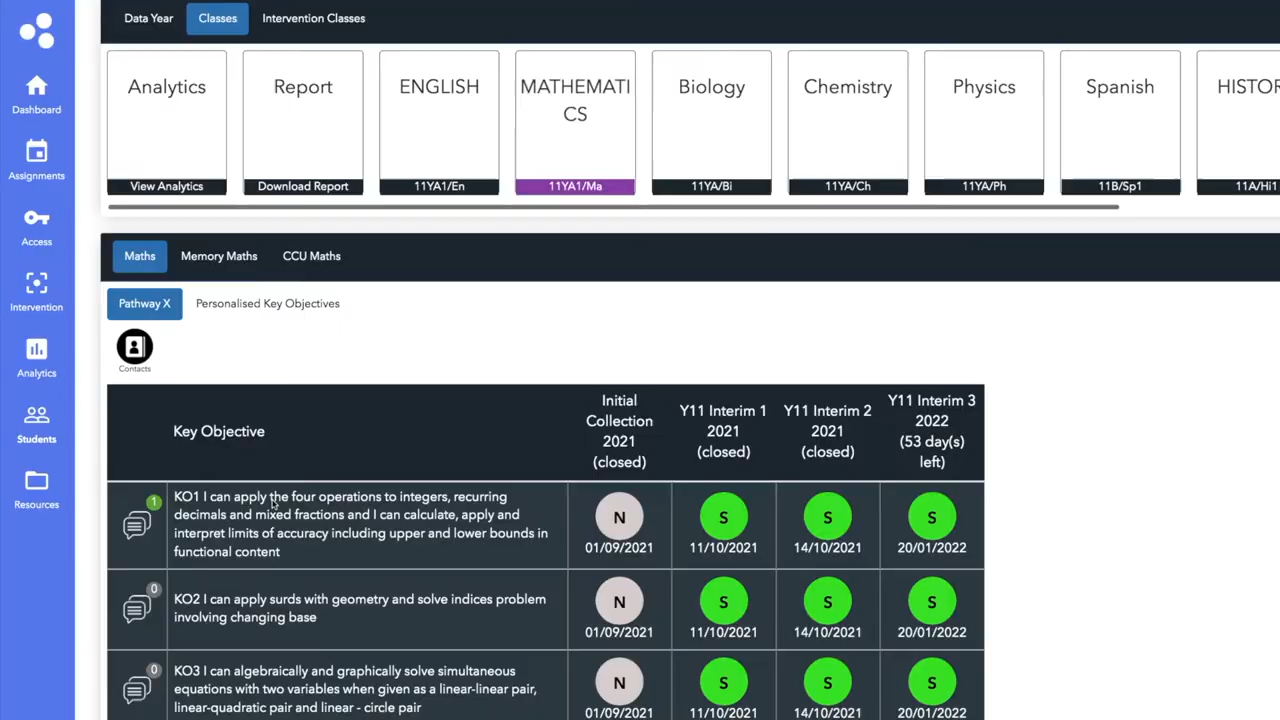 Data Year Classes Intervention Classes
Analytics Report ENGLISH MATHEMATI Biology Chemistry Physics Spanish HISTOR
CS
View Analytics Download Report 11YA1/En 11YA1/Ma 11YA/Bi 11YA/Ch 11YA/Ph 11B/Sp1 11A/Hi1
Dashboard
Assignments
Access
Intervention
Analytics
Students
Resources
Maths Memory Maths CCU Maths
Pathway X Personalised Key Objectives
Contacts
Key Objective
Initial
Collection
2021
(closed)
Y11 Interim 1
2021
(closed)
Y11 Interim 2
2021
(closed)
Y11 Interim 3
2022
(53 day(s)
left)
1
KO1 I can apply the four operations to integers, recurring
decimals and mixed fractions and I can calculate, apply and
interpret limits of accuracy including upper and lower bounds in
functional content
N S S S
01/09/2021 11/10/2021 14/10/2021 20/01/2022
0
KO2 I can apply surds with geometry and solve indices problem
involving changing base
N S S S
01/09/2021 11/10/2021 14/10/2021 20/01/2022
0
KO3 I can algebraically and graphically solve simultaneous
equations with two variables when given as a linear-linear pair,
linear-quadratic pair and linear - circle pair
N S S S
01/09/2021 11/10/2021 14/10/2021 20/01/2022